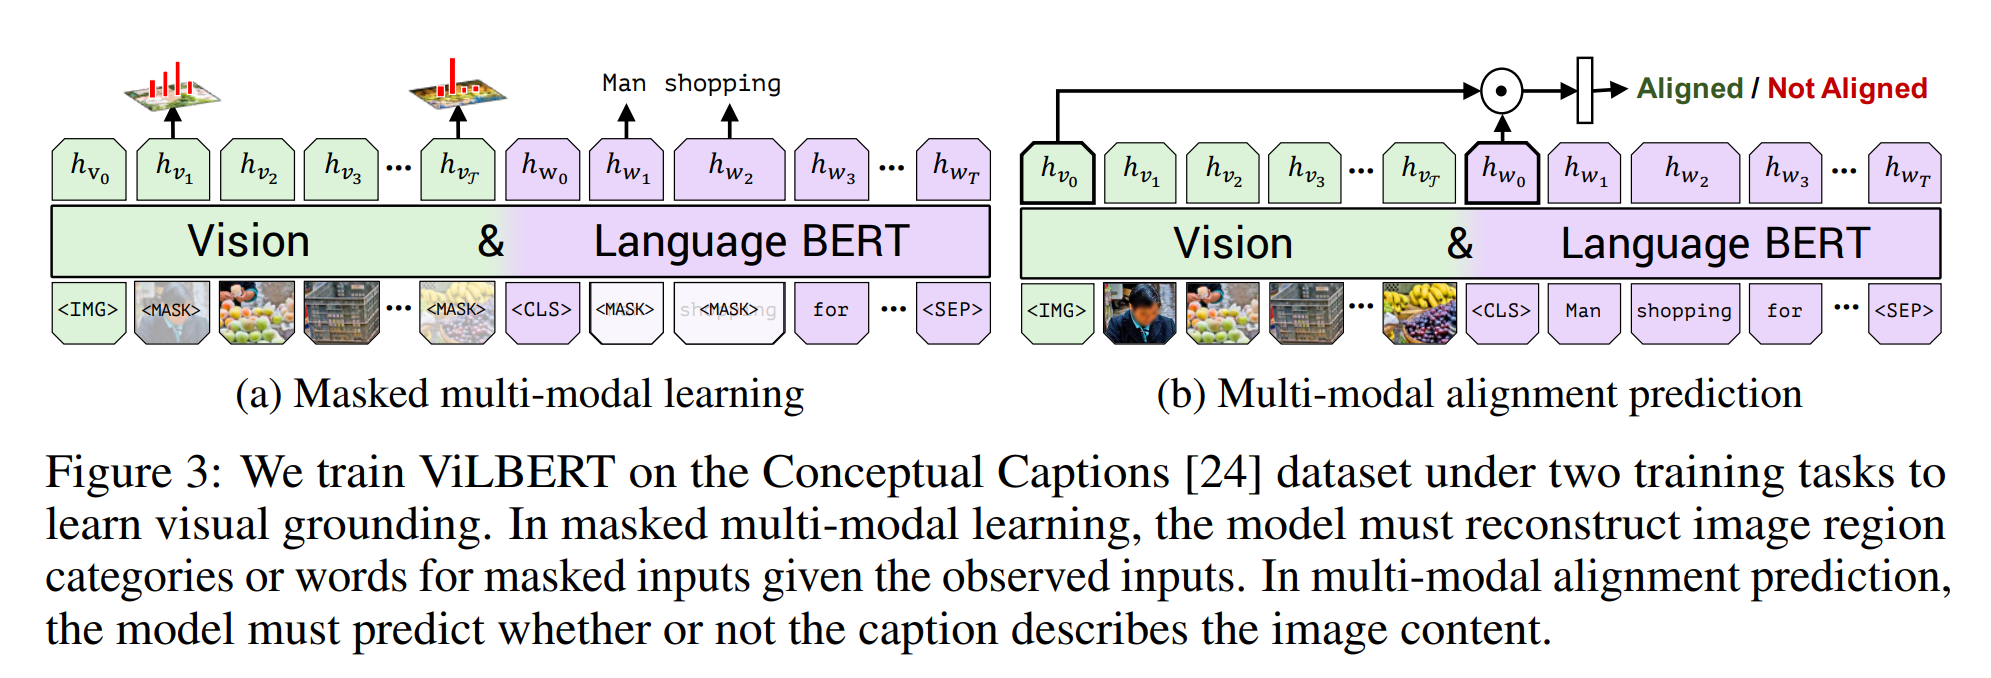 Man shopping
h_{v_0} h_{v_1} h_{v_2} h_{v_3} ... h_{v_𝒯} h_{w_0} h_{w_1} h_{w_2} h_{w_3} ... h_{w_T}
Vision & Language BERT
<IMG> <MASK> ... <MASK> <CLS> <MASK> shopping <MASK> for ... <SEP>
(a) Masked multi-modal learning
Aligned / Not Aligned
h_{v_0} h_{v_1} h_{v_2} h_{v_3} ... h_{v_𝒯} h_{w_0} h_{w_1} h_{w_2} h_{w_3} ... h_{w_T}
Vision & Language BERT
<IMG> ... <CLS> Man shopping for ... <SEP>
(b) Multi-modal alignment prediction
Figure 3: We train ViLBERT on the Conceptual Captions [24] dataset under two training tasks to
learn visual grounding. In masked multi-modal learning, the model must reconstruct image region
categories or words for masked inputs given the observed inputs. In multi-modal alignment prediction,
the model must predict whether or not the caption describes the image content.